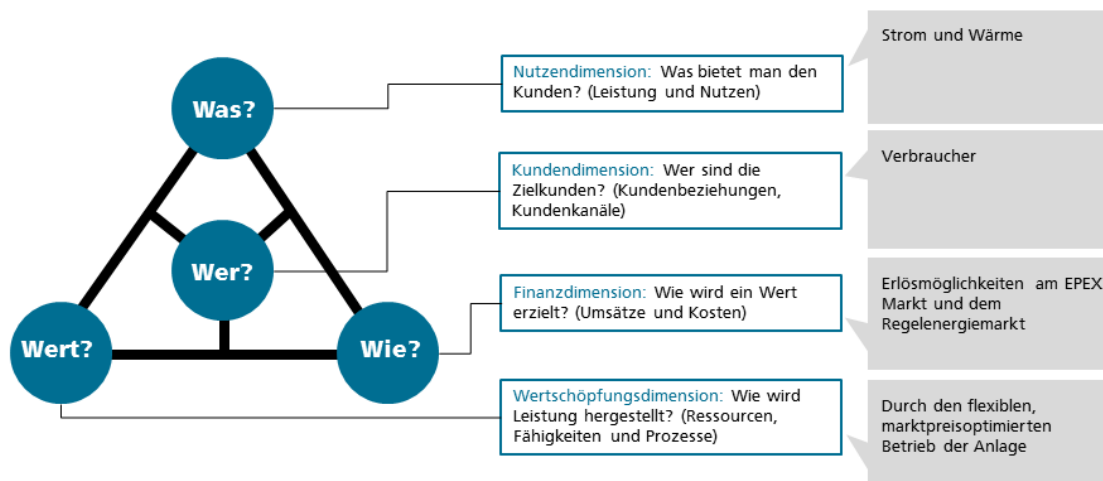 Was?
Wer?
Wert?
Wie?
Nutzendimension: Was bietet man den
Kunden? (Leistung und Nutzen)
Strom und Wärme
Kundendimension: Wer sind die
Zielkunden? (Kundenbeziehungen,
Kundenkanäle)
Verbraucher
Finanzdimension: Wie wird ein Wert
erzielt? (Umsätze und Kosten)
Erlösmöglichkeiten am EPEX
Markt und dem
Regelenergiemarkt
Wertschöpfungsdimension: Wie wird
Leistung hergestellt? (Ressourcen,
Fähigkeiten und Prozesse)
Durch den flexiblen,
marktpreisoptimierten
Betrieb der Anlage